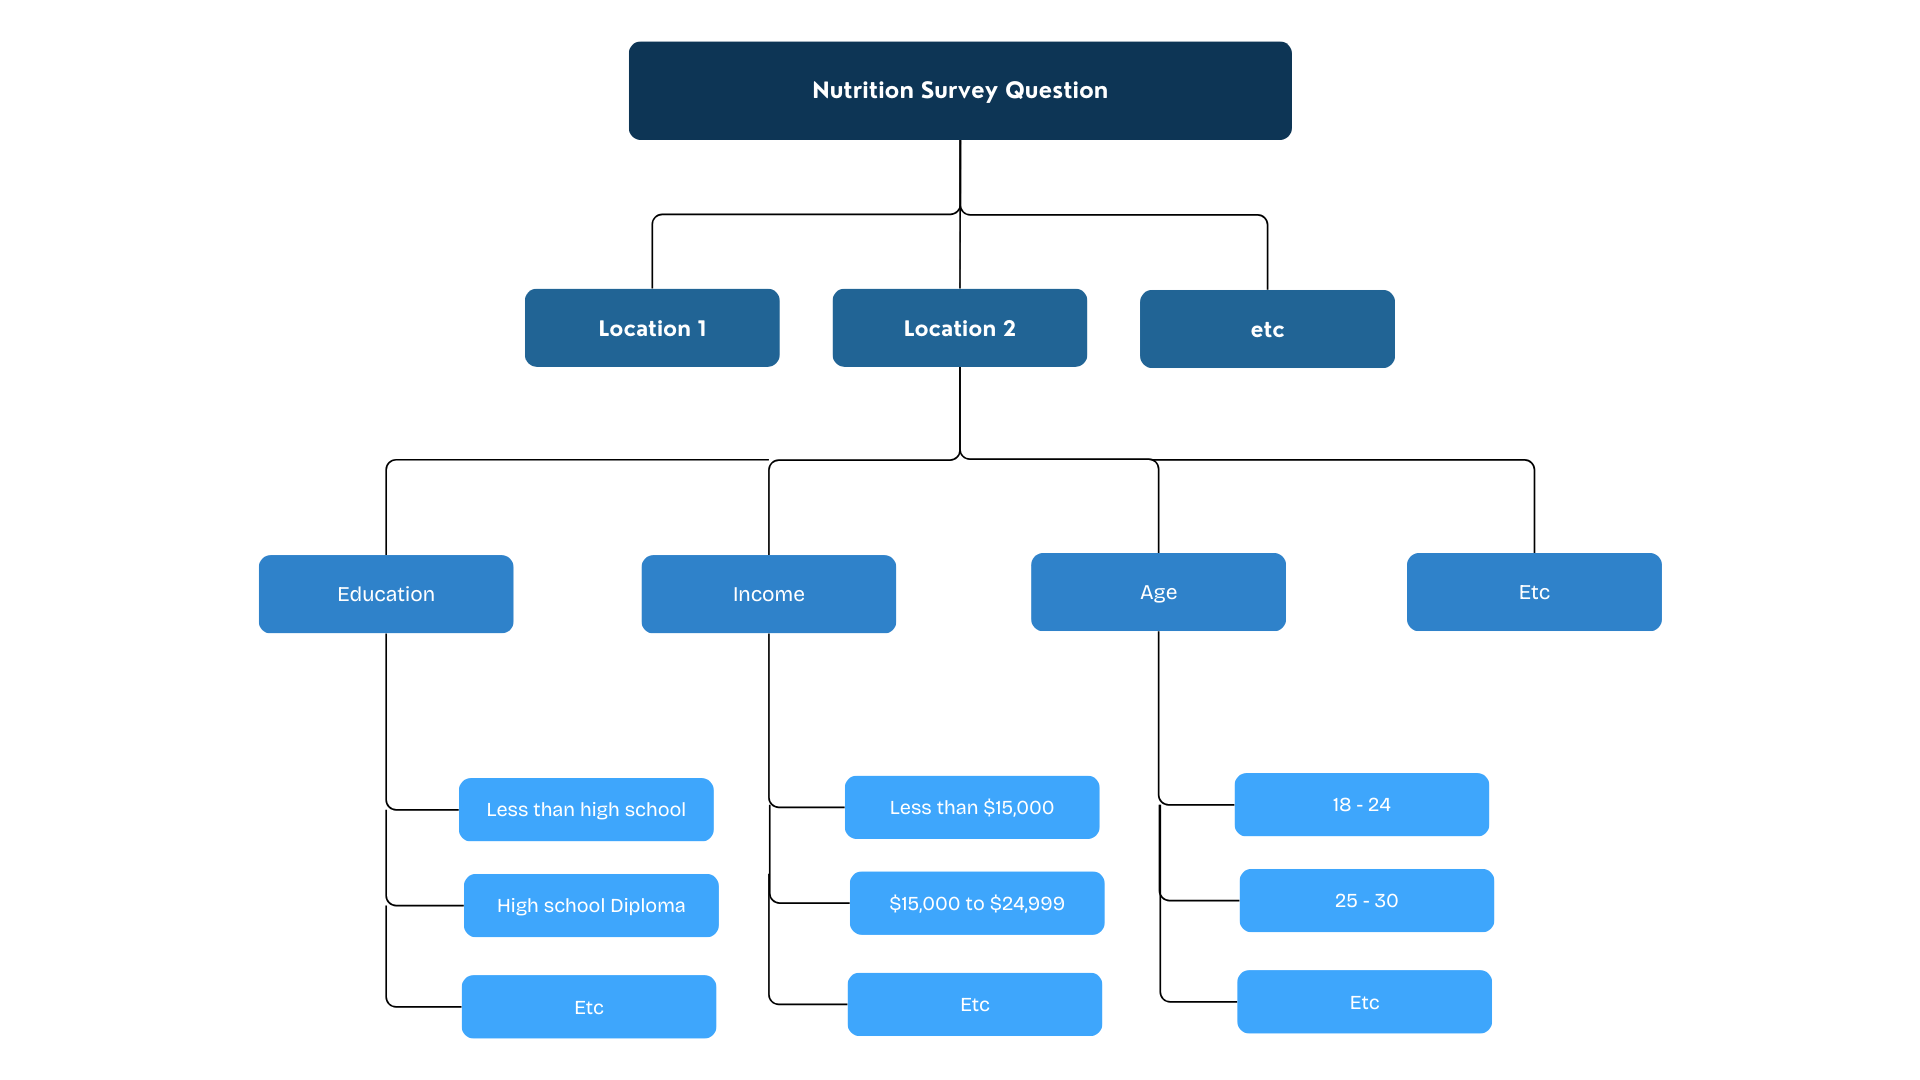 Nutrition Survey Question
Location 1
Location 2
etc
Education
Income
Age
Etc
Less than high school
Less than $15,000
18 - 24
High school Diploma
$15,000 to $24,999
25 - 30
Etc
Etc
Etc